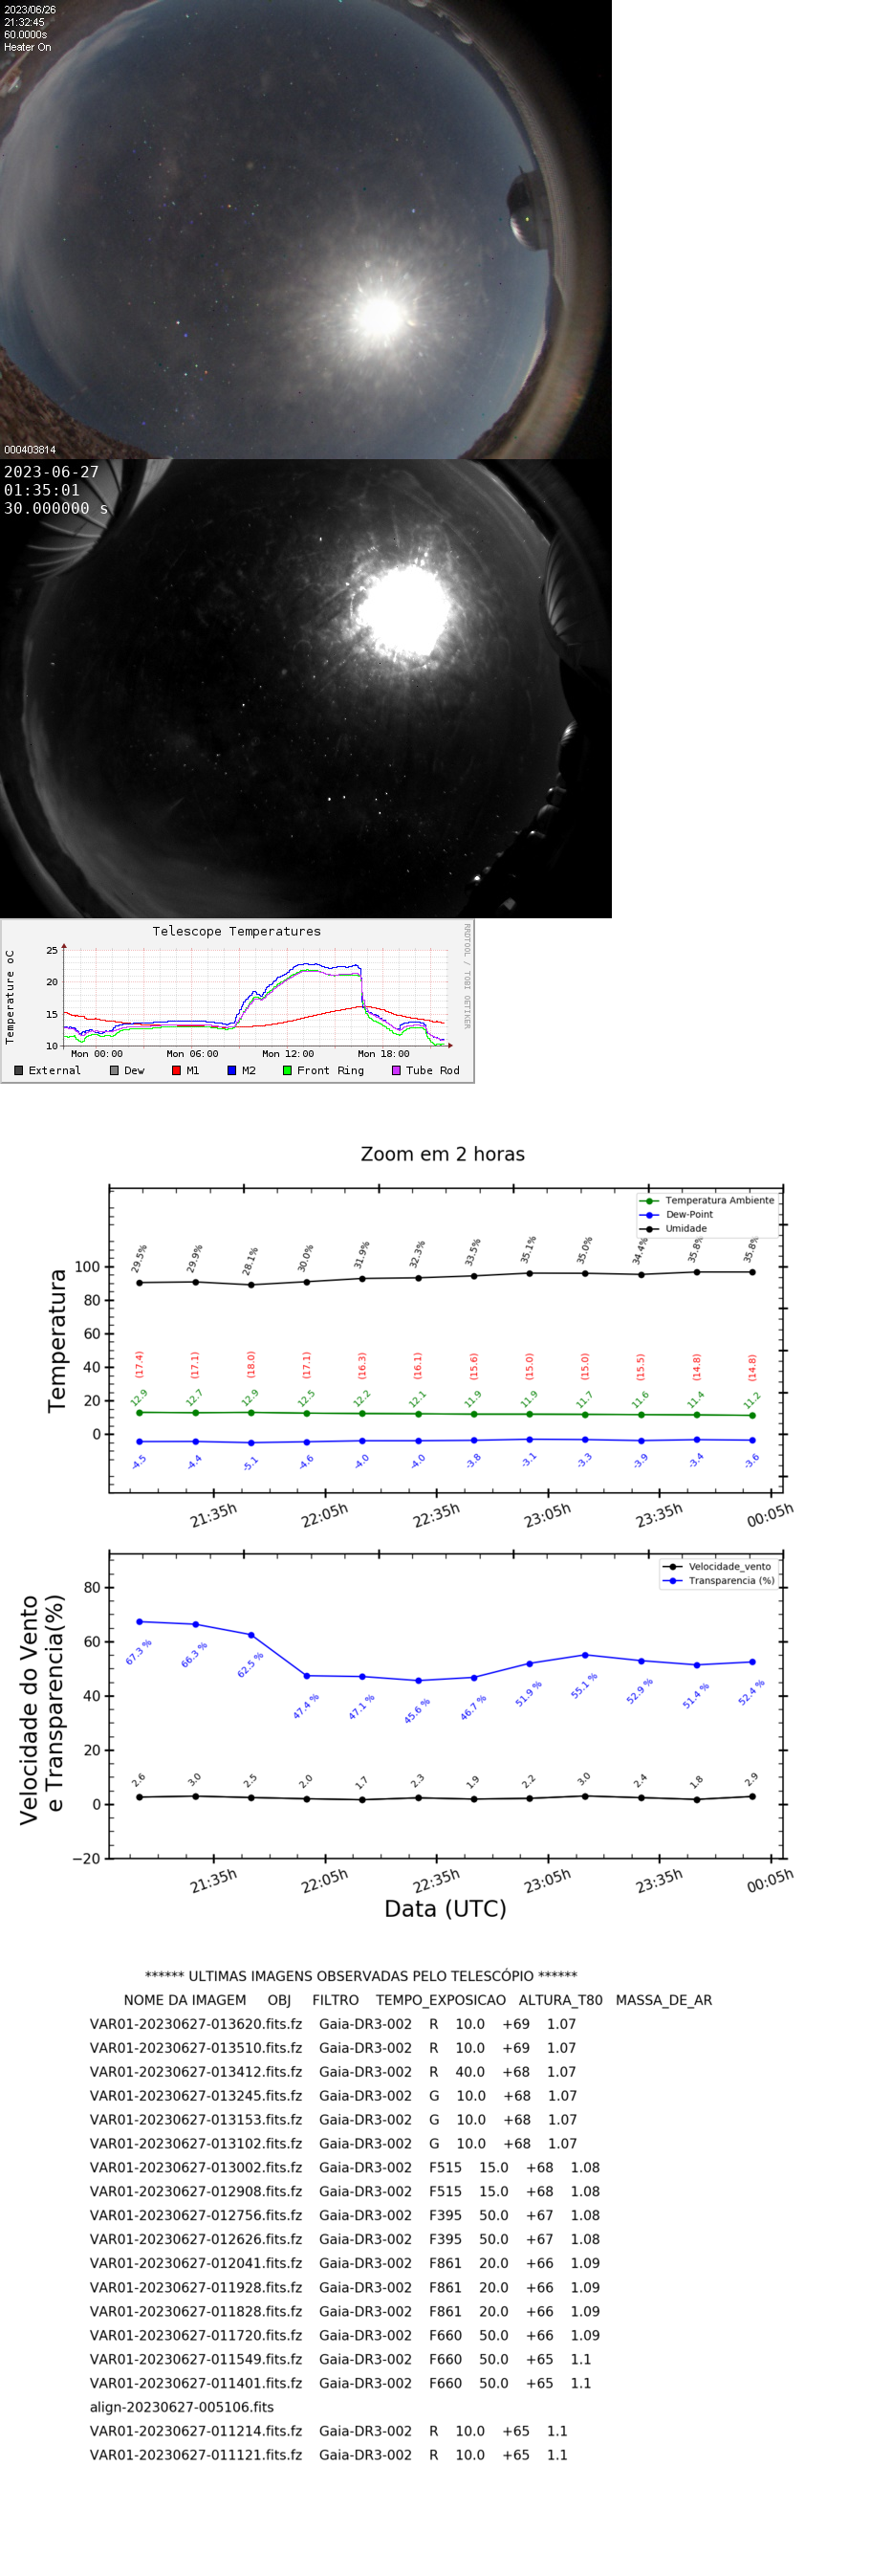 2023/06/26
21:32:45
60.0000s
Heater On
000403814
2023-06-27
01:35:01
30.000000 s
Telescope Temperatures
RRDTOOL / TOBI OETIKER
Temperature oC
25
20
15
10
Mon 00:00 Mon 06:00 Mon 12:00 Mon 18:00
External Dew M1 M2 Front Ring Tube Rod
Zoom em 2 horas
Temperatura Ambiente
Dew-Point
Umidade
Temperatura
100
80
60
40
20
0
29.5% 29.9% 28.1% 30.0% 31.9% 32.3% 33.5% 35.1% 35.0% 34.4% 35.8% 35.8%
(17.4) (17.1) (18.0) (17.1) (16.3) (16.1) (15.6) (15.0) (15.0) (15.5) (14.8) (14.8)
12.9 12.7 12.9 12.5 12.2 12.1 11.9 11.9 11.7 11.6 11.4 11.2
-4.5 -4.4 -5.1 -4.6 -4.0 -4.0 -3.8 -3.1 -3.3 -3.9 -3.4 -3.6
21:35h 22:05h 22:35h 23:05h 23:35h 00:05h
Velocidade_vento
Transparencia (%)
Velocidade do Vento
e Transparencia(%)
80
60
40
20
0
−20
67.3 % 66.3 % 62.5 % 47.4 % 47.1 % 45.6 % 46.7 % 51.9 % 55.1 % 52.9 % 51.4 % 52.4 %
2.6 3.0 2.5 2.0 1.7 2.3 1.9 2.2 3.0 2.4 1.8 2.9
21:35h 22:05h 22:35h 23:05h 23:35h 00:05h
Data (UTC)
****** ULTIMAS IMAGENS OBSERVADAS PELO TELESCÓPIO ******
NOME DA IMAGEM OBJ FILTRO TEMPO_EXPOSICAO ALTURA_T80 MASSA_DE_AR
VAR01-20230627-013620.fits.fz Gaia-DR3-002 R 10.0 +69 1.07
VAR01-20230627-013510.fits.fz Gaia-DR3-002 R 10.0 +69 1.07
VAR01-20230627-013412.fits.fz Gaia-DR3-002 R 40.0 +68 1.07
VAR01-20230627-013245.fits.fz Gaia-DR3-002 G 10.0 +68 1.07
VAR01-20230627-013153.fits.fz Gaia-DR3-002 G 10.0 +68 1.07
VAR01-20230627-013102.fits.fz Gaia-DR3-002 G 10.0 +68 1.07
VAR01-20230627-013002.fits.fz Gaia-DR3-002 F515 15.0 +68 1.08
VAR01-20230627-012908.fits.fz Gaia-DR3-002 F515 15.0 +68 1.08
VAR01-20230627-012756.fits.fz Gaia-DR3-002 F395 50.0 +67 1.08
VAR01-20230627-012626.fits.fz Gaia-DR3-002 F395 50.0 +67 1.08
VAR01-20230627-012041.fits.fz Gaia-DR3-002 F861 20.0 +66 1.09
VAR01-20230627-011928.fits.fz Gaia-DR3-002 F861 20.0 +66 1.09
VAR01-20230627-011828.fits.fz Gaia-DR3-002 F861 20.0 +66 1.09
VAR01-20230627-011720.fits.fz Gaia-DR3-002 F660 50.0 +66 1.09
VAR01-20230627-011549.fits.fz Gaia-DR3-002 F660 50.0 +65 1.1
VAR01-20230627-011401.fits.fz Gaia-DR3-002 F660 50.0 +65 1.1
align-20230627-005106.fits
VAR01-20230627-011214.fits.fz Gaia-DR3-002 R 10.0 +65 1.1
VAR01-20230627-011121.fits.fz Gaia-DR3-002 R 10.0 +65 1.1